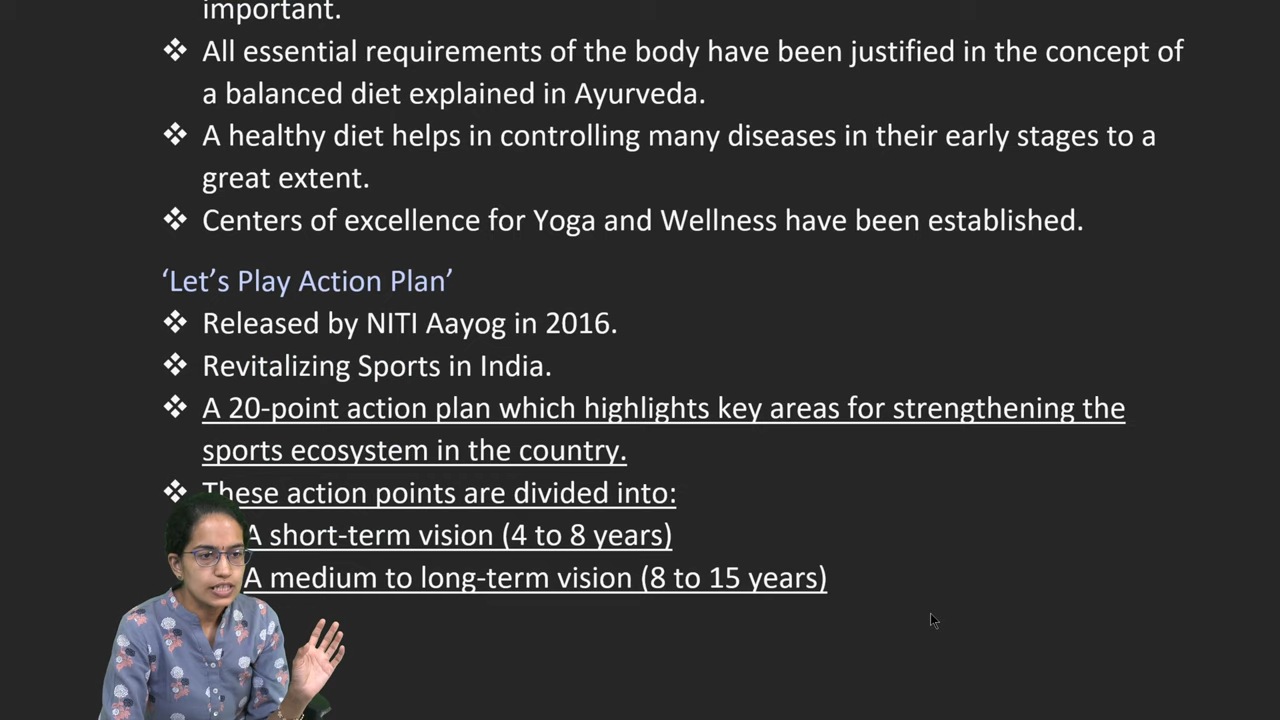 important.
❖ All essential requirements of the body have been justified in the concept of
a balanced diet explained in Ayurveda.
❖ A healthy diet helps in controlling many diseases in their early stages to a
great extent.
❖ Centers of excellence for Yoga and Wellness have been established.
‘Let’s Play Action Plan’
❖ Released by NITI Aayog in 2016.
❖ Revitalizing Sports in India.
❖ A 20-point action plan which highlights key areas for strengthening the
sports ecosystem in the country.
❖ These action points are divided into:
A short-term vision (4 to 8 years)
A medium to long-term vision (8 to 15 years)